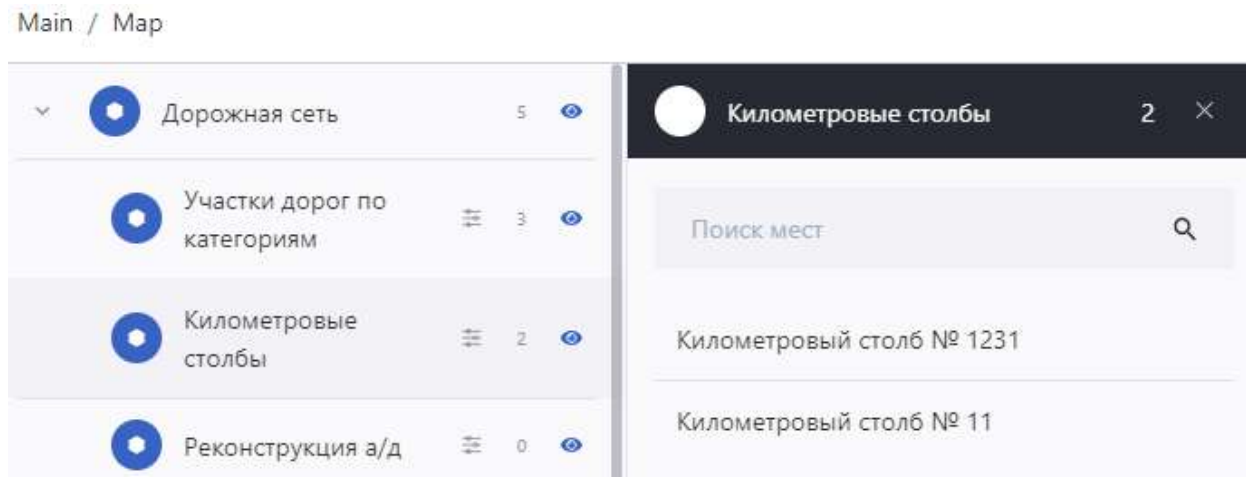 Main / Map
Дорожная сеть 5
Участки дорог по
категориям 3
Километровые
столбы 2
Реконструкция а/д 0
Километровые столбы 2
Поиск мест
Километровый столб № 1231
Километровый столб № 11